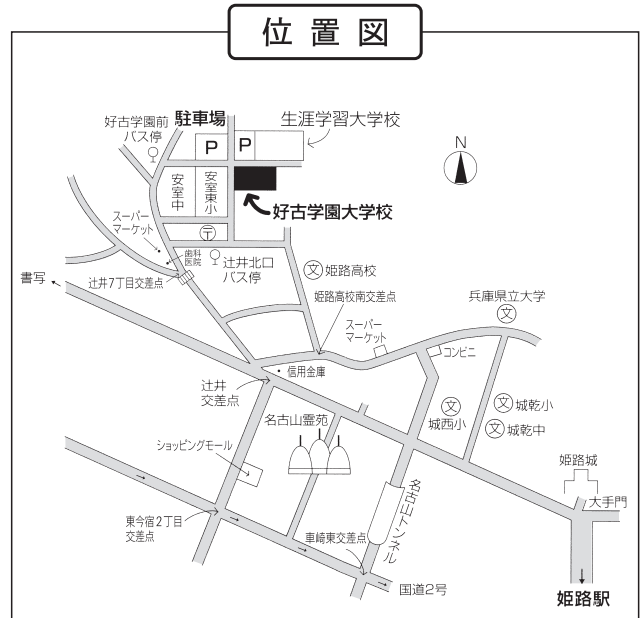 位置図
好古学園前
バス停
駐車場
生涯学習大学校
P
P
N
安室中
安室東小
好古学園大学校
スーパー
マーケット
〒
歯科
医院
辻井北口
バス停
辻井7丁目交差点
書写
文 姫路高校
姫路高校南交差点
兵庫県立大学
文
スーパー
マーケット
コンビニ
信用金庫
辻井
交差点
名古山霊苑
文
城西小
文 城乾小
文 城乾中
ショッピングモール
姫路城
大手門
名古山トンネル
東今宿2丁目
交差点
車崎東交差点
国道2号
姫路駅